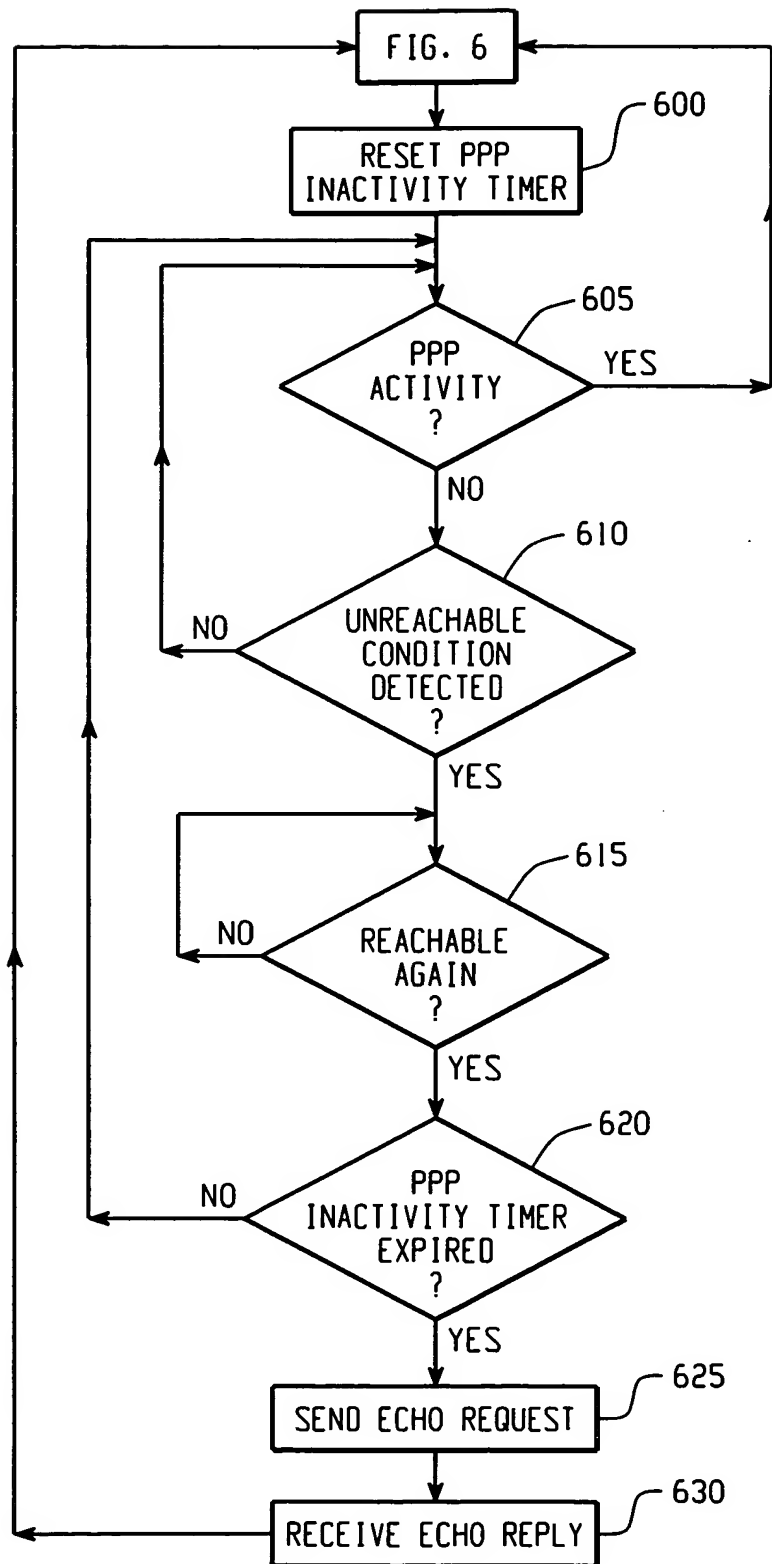 FIG. 6
600
RESET PPP
INACTIVITY TIMER
605
PPP
ACTIVITY
?
YES
NO
610
UNREACHABLE
CONDITION
DETECTED
?
NO
YES
615
REACHABLE
AGAIN
?
NO
YES
620
PPP
INACTIVITY TIMER
EXPIRED
?
NO
YES
625
SEND ECHO REQUEST
630
RECEIVE ECHO REPLY